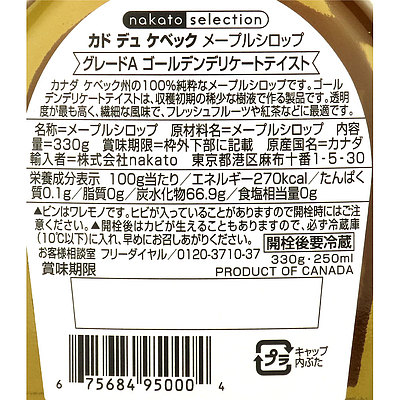 nakato selection
カド デュ ケベック メープルシロップ
グレードA ゴールデンデリケートテイスト
カナダ ケベック州の100%純粋なメープルシロップです。ゴール
デンデリケートテイストは、収穫初期の稀少な樹液で作る製品です。透明
度が最も高く、繊細な風味で、フレッシュフルーツや紅茶などに最適です。
名称=メープルシロップ 原材料名=メープルシロップ 内容
量=330g 賞味期限=枠外下部に記載 原産国名=カナダ
輸入者=株式会社nakato 東京都港区麻布十番1-5-30
栄養成分表示 100g当たり/エネルギー270kcal/たんぱく
質0.1g/脂質0g/炭水化物66.9g/食塩相当量0g
▲ビンはワレモノです。ヒビが入っていることがありますので開栓時にはご注
意ください。▲開栓後はカビが生えることもありますので、必ず冷蔵庫
(10℃以下)に入れ、早めにお召しあがりください。
お客様相談室 フリーダイヤル/0120-3710-37
開栓後要冷蔵
330g・250ml
賞味期限
PRODUCT OF CANADA
プラ
キャップ
内ぶた
6 75684 95000 4